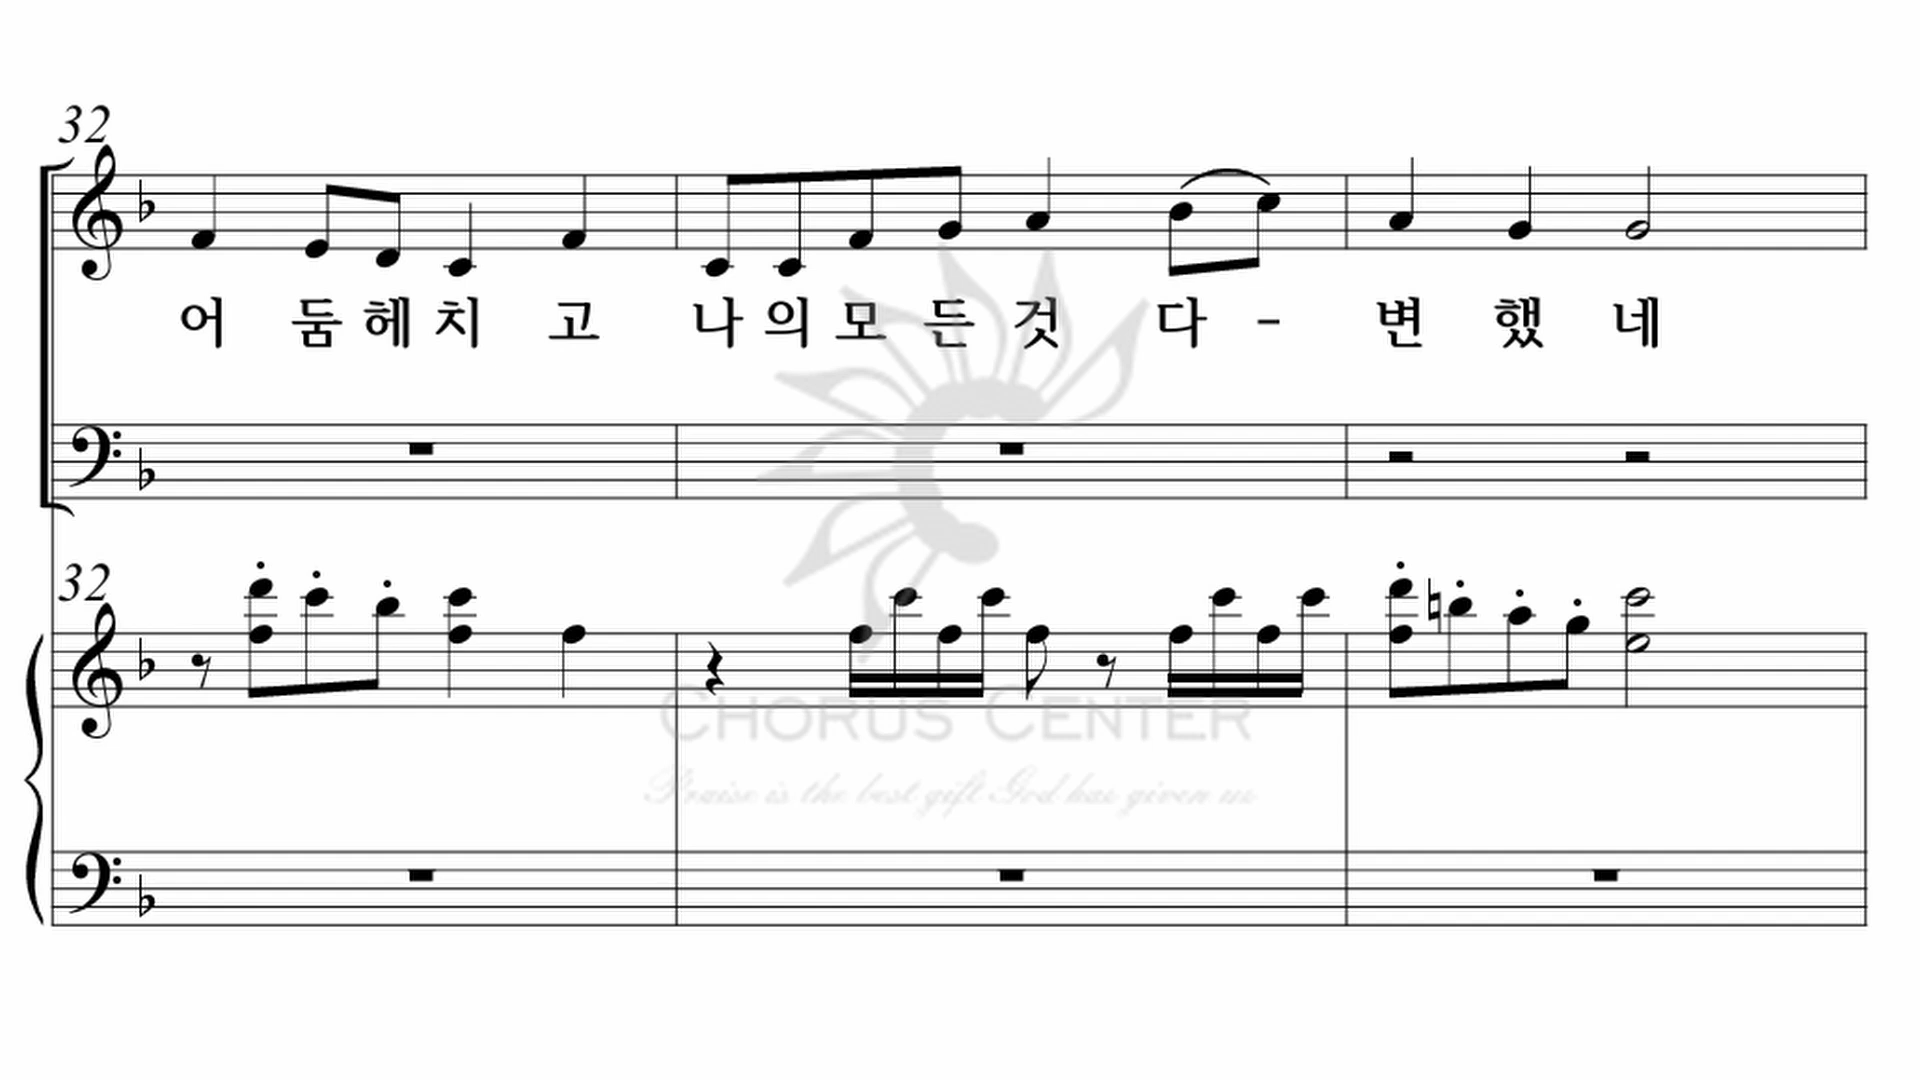 32
어 둠 헤 치 고 나 의 모 든 것 다 - 변 했 네
32
CHORUS CENTER
Praise is the best gift God has given us